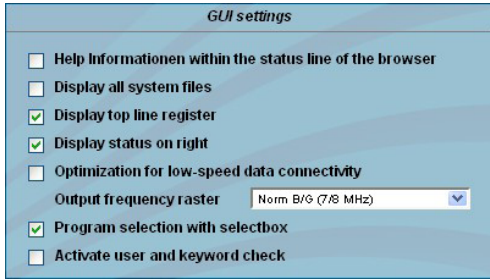 GUI settings
Help Informationen within the status line of the browser
Display all system files
Display top line register
Display status on right
Optimization for low-speed data connectivity
Output frequency raster Norm B/G (7/8 MHz)
Program selection with selectbox
Activate user and keyword check